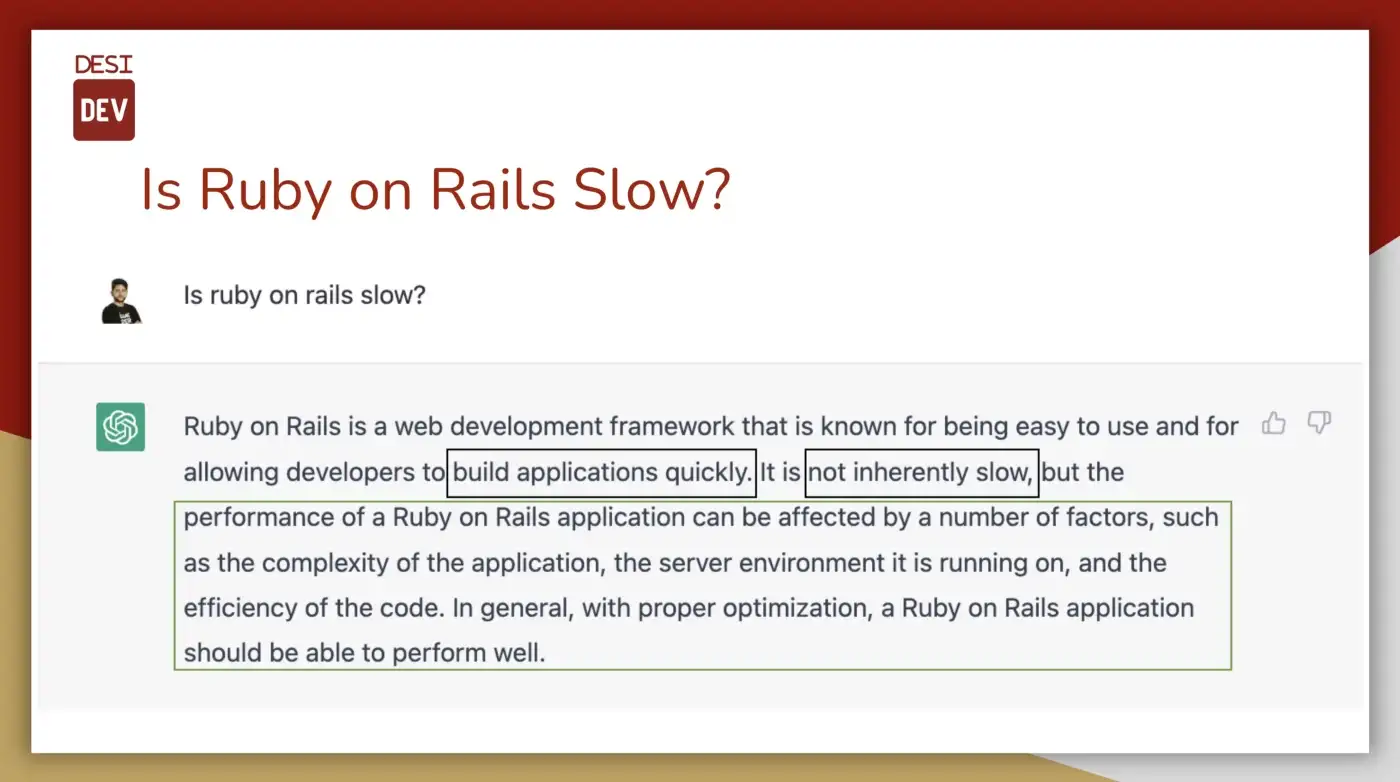 DESI
DEV
Is Ruby on Rails Slow?
Is ruby on rails slow?
Ruby on Rails is a web development framework that is known for being easy to use and for
allowing developers to build applications quickly. It is not inherently slow, but the
performance of a Ruby on Rails application can be affected by a number of factors, such
as the complexity of the application, the server environment it is running on, and the
efficiency of the code. In general, with proper optimization, a Ruby on Rails application
should be able to perform well.